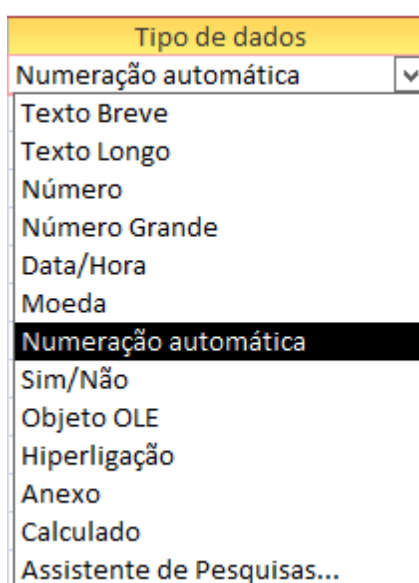 Tipo de dados
Numeração automática
Texto Breve
Texto Longo
Número
Número Grande
Data/Hora
Moeda
Numeração automática
Sim/Não
Objeto OLE
Hiperligação
Anexo
Calculado
Assistente de Pesquisas...